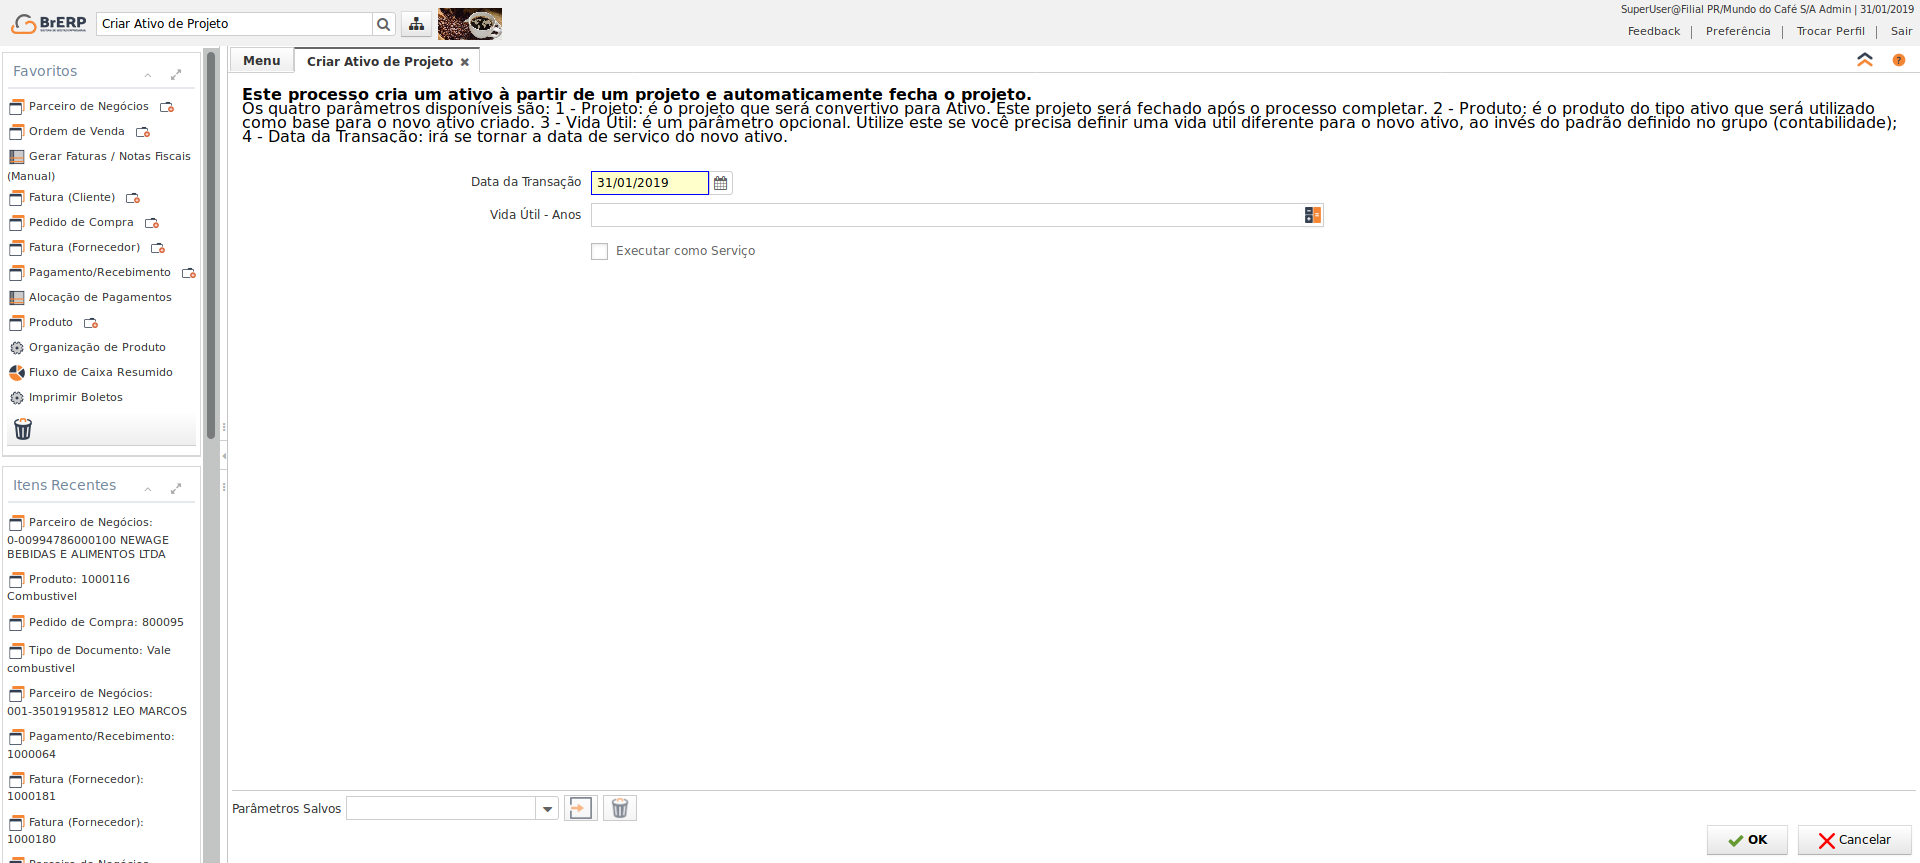 BrERP
Criar Ativo de Projeto
SuperUser@Filial PR/Mundo do Café S/A Admin | 31/01/2019
Feedback | Preferência | Trocar Perfil | Sair
Favoritos
Parceiro de Negócios
Ordem de Venda
Gerar Faturas / Notas Fiscais
(Manual)
Fatura (Cliente)
Pedido de Compra
Fatura (Fornecedor)
Pagamento/Recebimento
Alocação de Pagamentos
Produto
Organização de Produto
Fluxo de Caixa Resumido
Imprimir Boletos
Itens Recentes
Parceiro de Negócios:
0-00994786000100 NEWAGE
BEBIDAS E ALIMENTOS LTDA
Produto: 1000116
Combustivel
Pedido de Compra: 800095
Tipo de Documento: Vale
combustivel
Parceiro de Negócios:
001-35019195812 LEO MARCOS
Pagamento/Recebimento:
1000064
Fatura (Fornecedor):
1000181
Fatura (Fornecedor):
1000180
Parceiro de Negócios
Menu
Criar Ativo de Projeto
Este processo cria um ativo à partir de um projeto e automaticamente fecha o projeto.
Os quatro parâmetros disponíveis são: 1 - Projeto: é o projeto que será convertivo para Ativo. Este projeto será fechado após o processo completar. 2 - Produto: é o produto do tipo ativo que será utilizado
como base para o novo ativo criado. 3 - Vida Útil: é um parâmetro opcional. Utilize este se você precisa definir uma vida útil diferente para o novo ativo, ao invés do padrão definido no grupo (contabilidade);
4 - Data da Transação: irá se tornar a data de serviço do novo ativo.
Data da Transação 31/01/2019
Vida Útil - Anos
Executar como Serviço
Parâmetros Salvos
OK
Cancelar